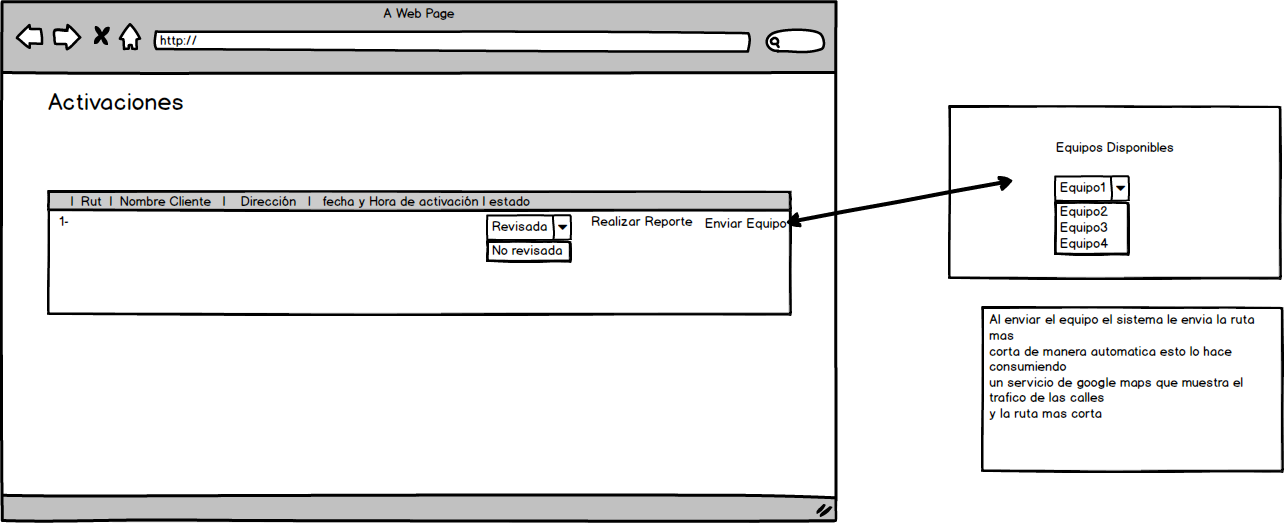 A Web Page
http://
Activaciones
| Rut | Nombre Cliente | Dirección | fecha y Hora de activación | estado
1-
Revisada
No revisada
Realizar Reporte
Enviar Equipo
Equipos Disponibles
Equipo1
Equipo2
Equipo3
Equipo4
Al enviar el equipo el sistema le envia la ruta
mas
corta de manera automatica esto lo hace
consumiendo
un servicio de google maps que muestra el
trafico de las calles
y la ruta mas corta